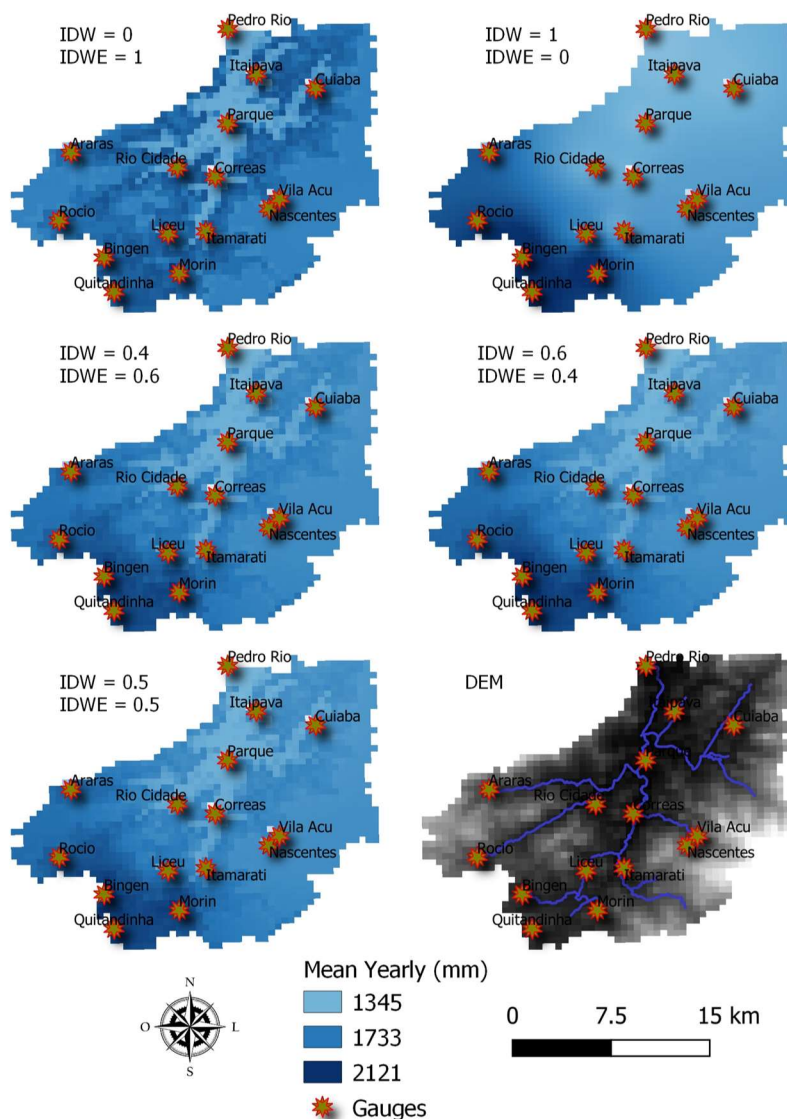 IDW = 0
IDWE = 1
Pedro Rio
Itaipava
Cuiaba
Parque
Araras
Rio Cidade
Correas
Vila Acu
Rocio
Nascentes
Liceu
Itamarati
Bingen
Morin
Quitandinha
IDW = 1
IDWE = 0
Pedro Rio
Itaipava
Cuiaba
Parque
Araras
Rio Cidade
Correas
Vila Acu
Rocio
Nascentes
Liceu
Itamarati
Bingen
Morin
Quitandinha
IDW = 0.4
IDWE = 0.6
Pedro Rio
Itaipava
Cuiaba
Parque
Araras
Rio Cidade
Correas
Vila Acu
Rocio
Nascentes
Liceu
Itamarati
Bingen
Morin
Quitandinha
IDW = 0.6
IDWE = 0.4
Pedro Rio
Itaipava
Cuiaba
Parque
Araras
Rio Cidade
Correas
Vila Acu
Rocio
Nascentes
Liceu
Itamarati
Bingen
Morin
Quitandinha
IDW = 0.5
IDWE = 0.5
Pedro Rio
Itaipava
Cuiaba
Parque
Araras
Rio Cidade
Correas
Vila Acu
Rocio
Nascentes
Liceu
Itamarati
Bingen
Morin
Quitandinha
DEM
Pedro Rio
Itaipava
Cuiaba
Parque
Araras
Rio Cidade
Correas
Vila Acu
Rocio
Nascentes
Liceu
Itamarati
Bingen
Morin
Quitandinha
N
O
L
S
Mean Yearly (mm)
1345
1733
2121
Gauges
0 7.5 15 km